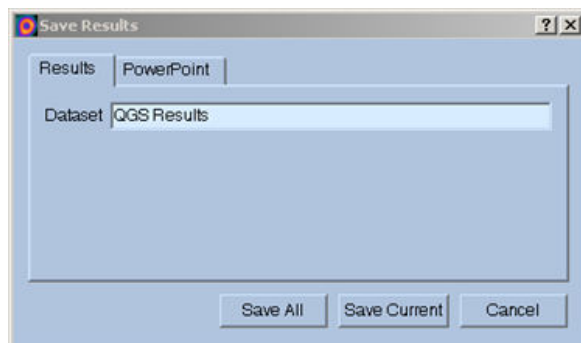 Save Results
Results PowerPoint
Dataset QGS Results
Save All Save Current Cancel